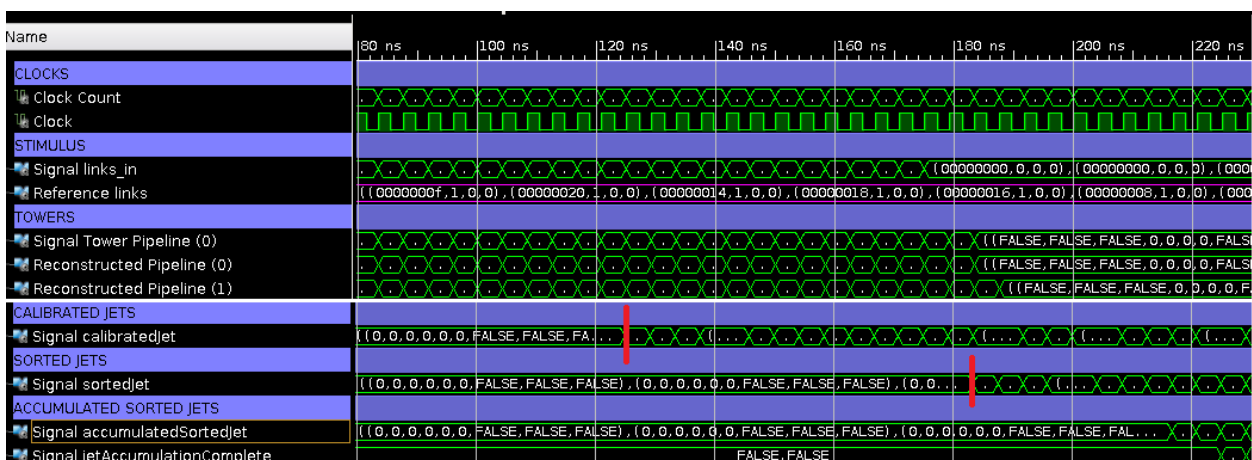 Name
80 ns 100 ns 120 ns 140 ns 160 ns 180 ns 200 ns 220 ns
CLOCKS
Clock Count
Clock
STIMULUS
Signal links_in (00000000,0,0,0),(00000000,0,0,0),(000
Reference links ((0000000f,1,0,0),(00000020,1,0,0),(00000014,1,0,0),(00000018,1,0,0),(00000016,1,0,0),(00000008,1,0,0),(000
TOWERS
Signal Tower Pipeline (0) ((FALSE,FALSE,FALSE,0,0,0,0,FALS
Reconstructed Pipeline (0) ((FALSE,FALSE,FALSE,0,0,0,0,FALS
Reconstructed Pipeline (1) ((FALSE,FALSE,FALSE,0,0,0,0,F.
CALIBRATED JETS
Signal calibratedJet ((0,0,0,0,0,0,FALSE,FALSE,FA... (... (... (... (...
SORTED JETS
Signal sortedJet ((0,0,0,0,0,0,FALSE,FALSE,FALSE),(0,0,0,0,0,0,FALSE,FALSE,FALSE),(0,0... (...
ACCUMULATED SORTED JETS
Signal accumulatedSortedJet ((0,0,0,0,0,0,FALSE,FALSE,FALSE),(0,0,0,0,0,0,FALSE,FALSE,FALSE),(0,0,0,0,0,0,FALSE,FALSE,FAL...
Signal jetAccumulationComplete FALSE,FALSE